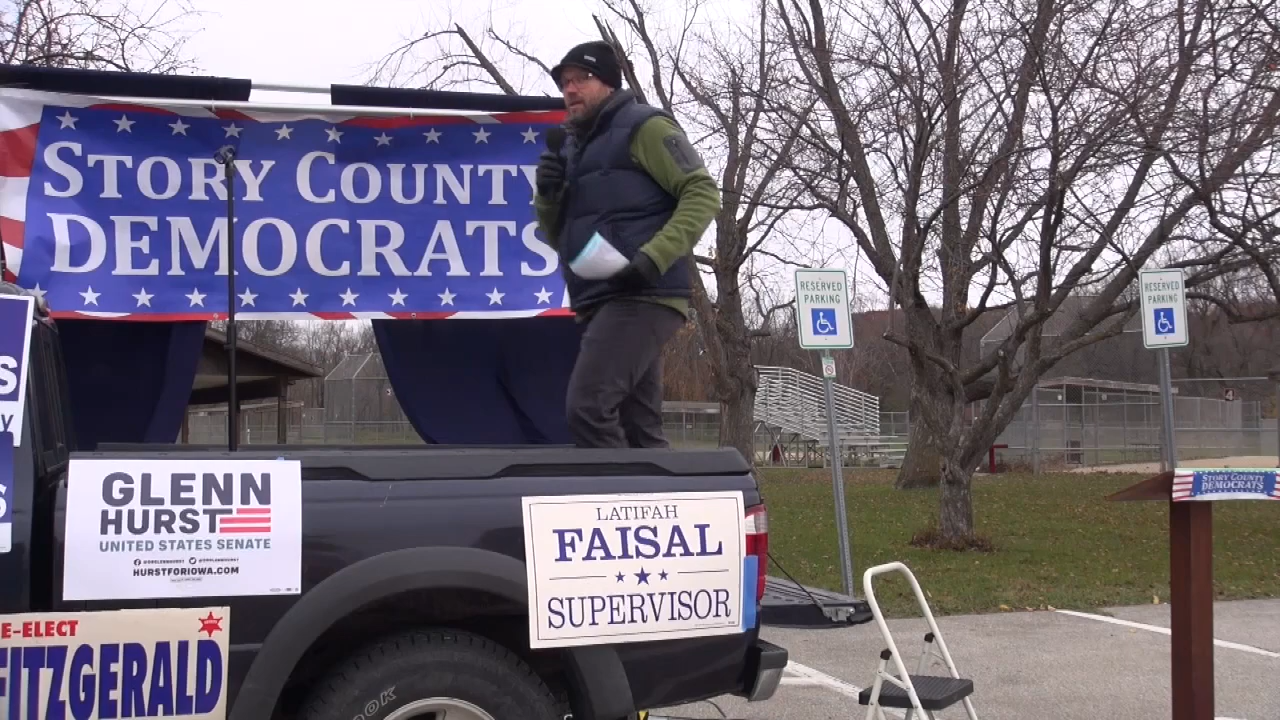 STORY COUNTY
DEMOCRATS
RESERVED
PARKING
RESERVED
PARKING
4
STORY COUNTY
DEMOCRATS
S
Y
S
GLENN
HURST
UNITED STATES SENATE
HURSTFORIOWA.COM
LATIFAH
FAISAL
SUPERVISOR
E-ELECT
FITZGERALD